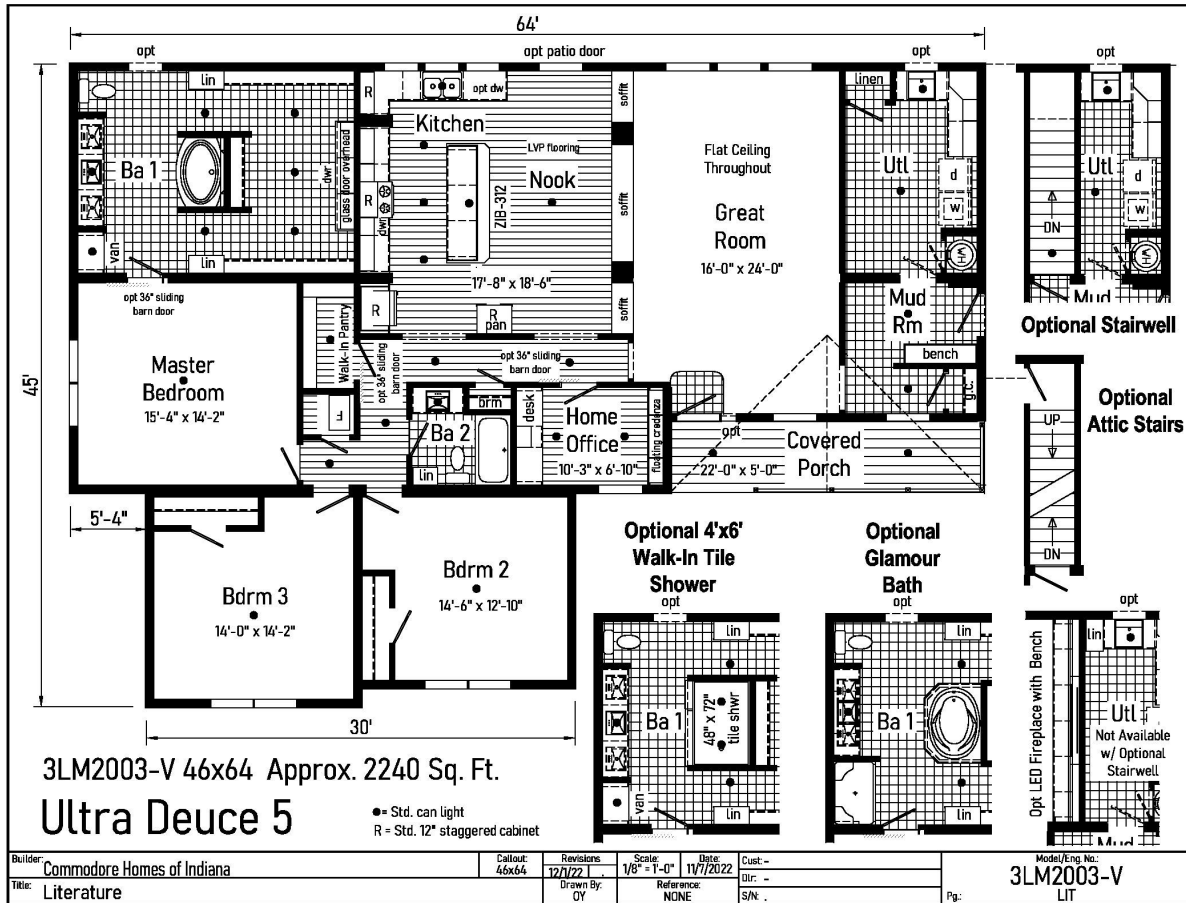 64'
opt
opt patio door
opt
opt
lin
R
opt dw
soffit
linen
Kitchen
LVP flooring
Flat Ceiling
Throughout
Ba 1
dwr
glass door overhead
Nook
soffit
Utl
Utl
d
w
d
w
R
dwn
ZIB-312
Great
Room
16'-0" x 24'-0"
DN
WH
WH
van
lin
opt 36" sliding
barn door
17'-8" x 18'-6"
R
R
pan
soffit
Mud
Rm
bench
g.c.
Mud
Optional Stairwell
45'
Master
Bedroom
15'-4" x 14'-2"
Walk-In Pantry
opt 36" sliding
barn door
opt 36" sliding
barn door
F
brm
Ba 2
lin
desk
Home
Office
10'-3" x 6'-10"
floating credenza
opt
Covered
Porch
22'-0" x 5'-0"
UP
DN
Optional
Attic Stairs
5'-4"
Bdrm 3
14'-0" x 14'-2"
Bdrm 2
14'-6" x 12'-10"
30'
Optional 4'x6'
Walk-In Tile
Shower
opt
lin
Ba 1
48" x 72"
tile shwr
van
lin
Optional
Glamour
Bath
opt
lin
Ba 1
lin
opt
lin
Opt LED Fireplace with Bench
Utl
Not Available
w/ Optional
Stairwell
Mud
3LM2003-V 46x64 Approx. 2240 Sq. Ft.
Ultra Deuce 5
= Std. can light
R = Std. 12" staggered cabinet
Builder: Commodore Homes of Indiana
Title: Literature
Callout: 46x64
Revisions 12/1/22 .
Scale: 1/8" = 1'-0"
Date: 11/7/2022
Drawn By: OY
Reference: NONE
Cust: -
Dlr: -
S/N: .
Model/Eng. No.: 3LM2003-V
Pg.: LIT